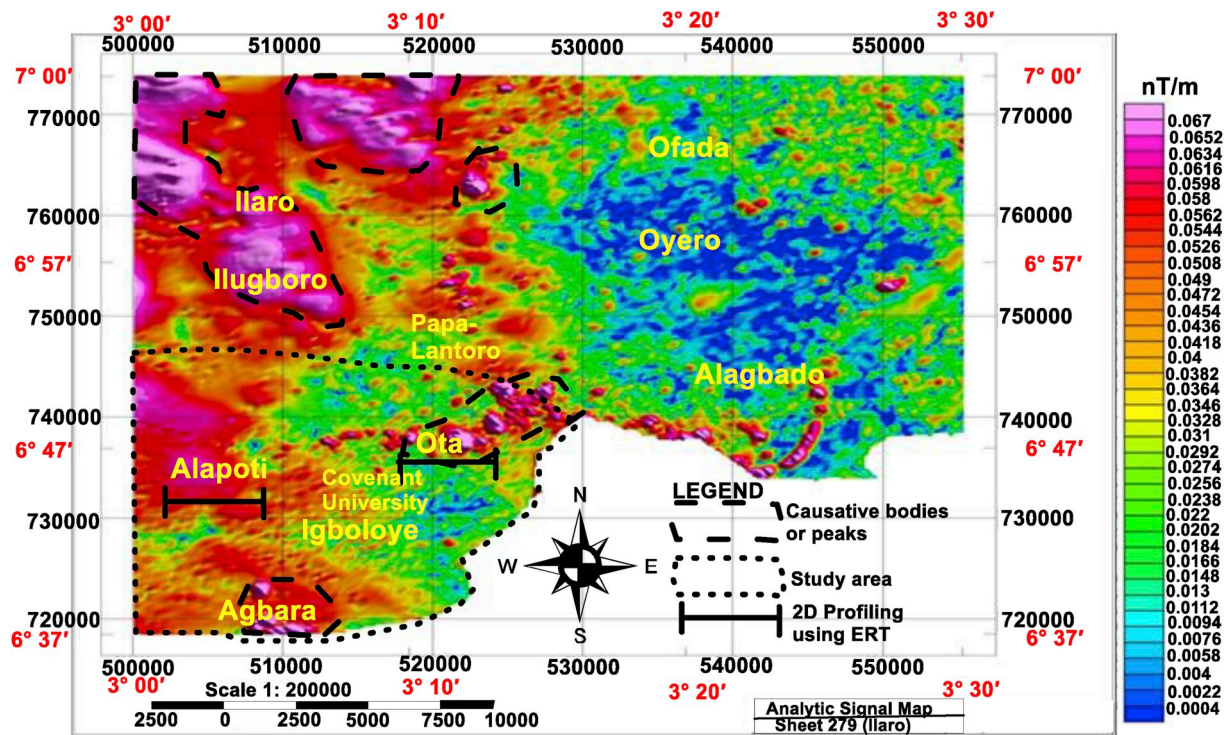 3° 00′ 3° 10′ 3° 20′ 3° 30′
500000 510000 520000 530000 540000 550000
7° 00′ 7° 00′
nT/m
770000 770000
0.067
0.0652
0.0634
0.0616
0.0598
0.058
0.0562
0.0544
0.0526
0.0508
0.049
0.0472
0.0454
0.0436
0.0418
0.04
0.0382
0.0364
0.0346
0.0328
0.031
0.0292
0.0274
0.0256
0.0238
0.022
0.0202
0.0184
0.0166
0.0148
0.013
0.0112
0.0094
0.0076
0.0058
0.004
0.0022
0.0004
Ofada
Ilaro
760000 760000
Oyero
6° 57′ 6° 57′
Ilugboro
750000 750000
Papa-
Lantoro
Alagbado
740000 740000
Ota
6° 47′ 6° 47′
Alapoti
Covenant
University
Igboloye
730000 730000
LEGEND
Causative bodies
or peaks
Study area
2D Profiling
using ERT
N
W E
S
Agbara
720000 720000
6° 37′ 6° 37′
500000 510000 520000 530000 540000 550000
3° 00′ 3° 10′ 3° 20′ 3° 30′
Scale 1: 200000
2500 0 2500 5000 7500 10000
Analytic Signal Map
Sheet 279 (Ilaro)